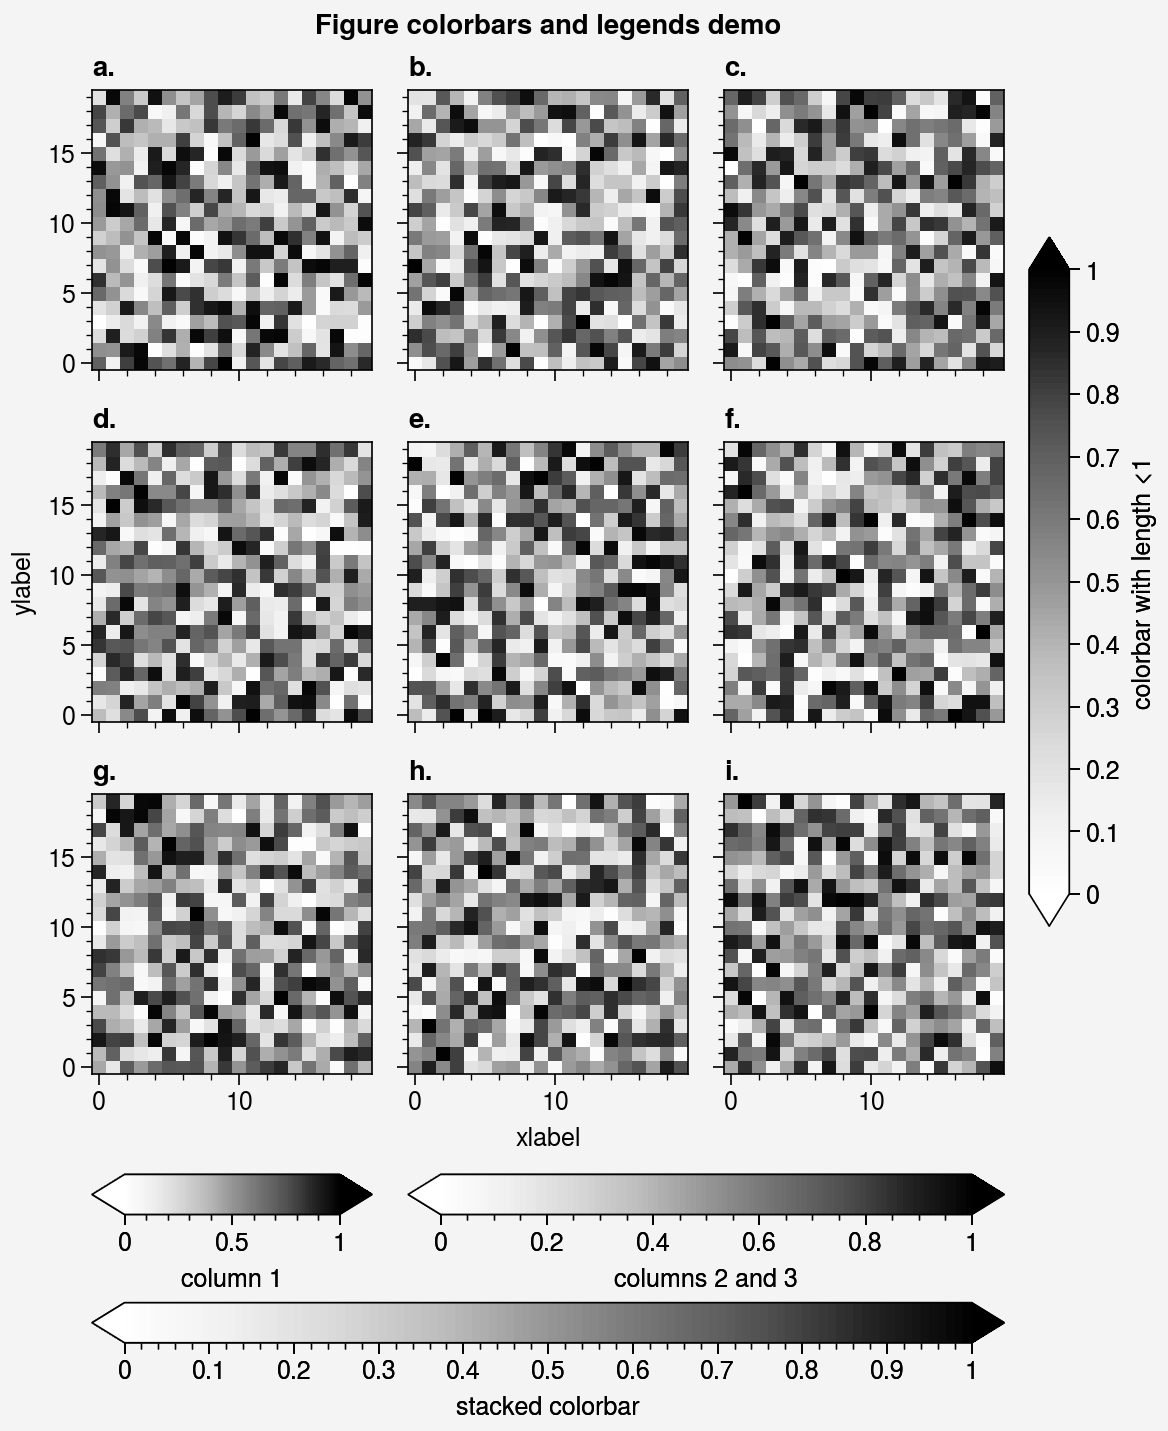 Figure colorbars and legends demo
a.
b.
c.
15
10
5
0
d.
e.
f.
15
10
5
0
ylabel
g.
h.
i.
15
10
5
0
0 10
0 10
0 10
xlabel
1
0.9
0.8
0.7
0.6
0.5
0.4
0.3
0.2
0.1
0
colorbar with length <1
0 0.5 1
column 1
0 0.2 0.4 0.6 0.8 1
columns 2 and 3
0 0.1 0.2 0.3 0.4 0.5 0.6 0.7 0.8 0.9 1
stacked colorbar